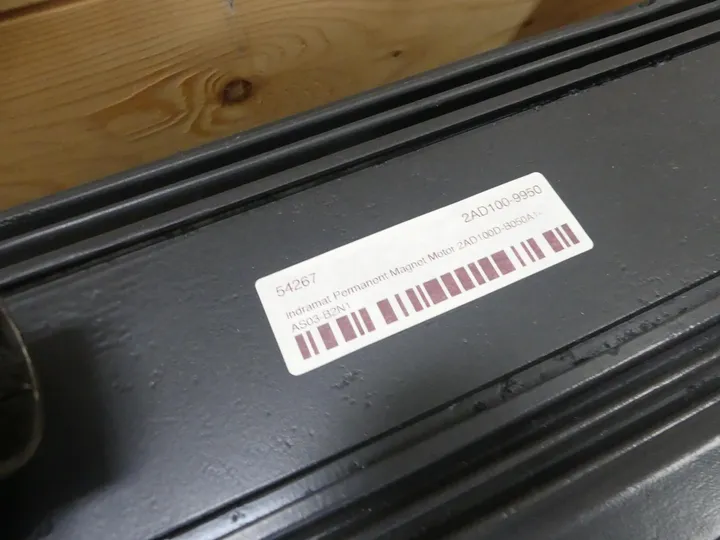 54267 2AD100-9950
Indramat Permanent Magnet Motor 2AD100D-B050A1-
AS03-B2N1